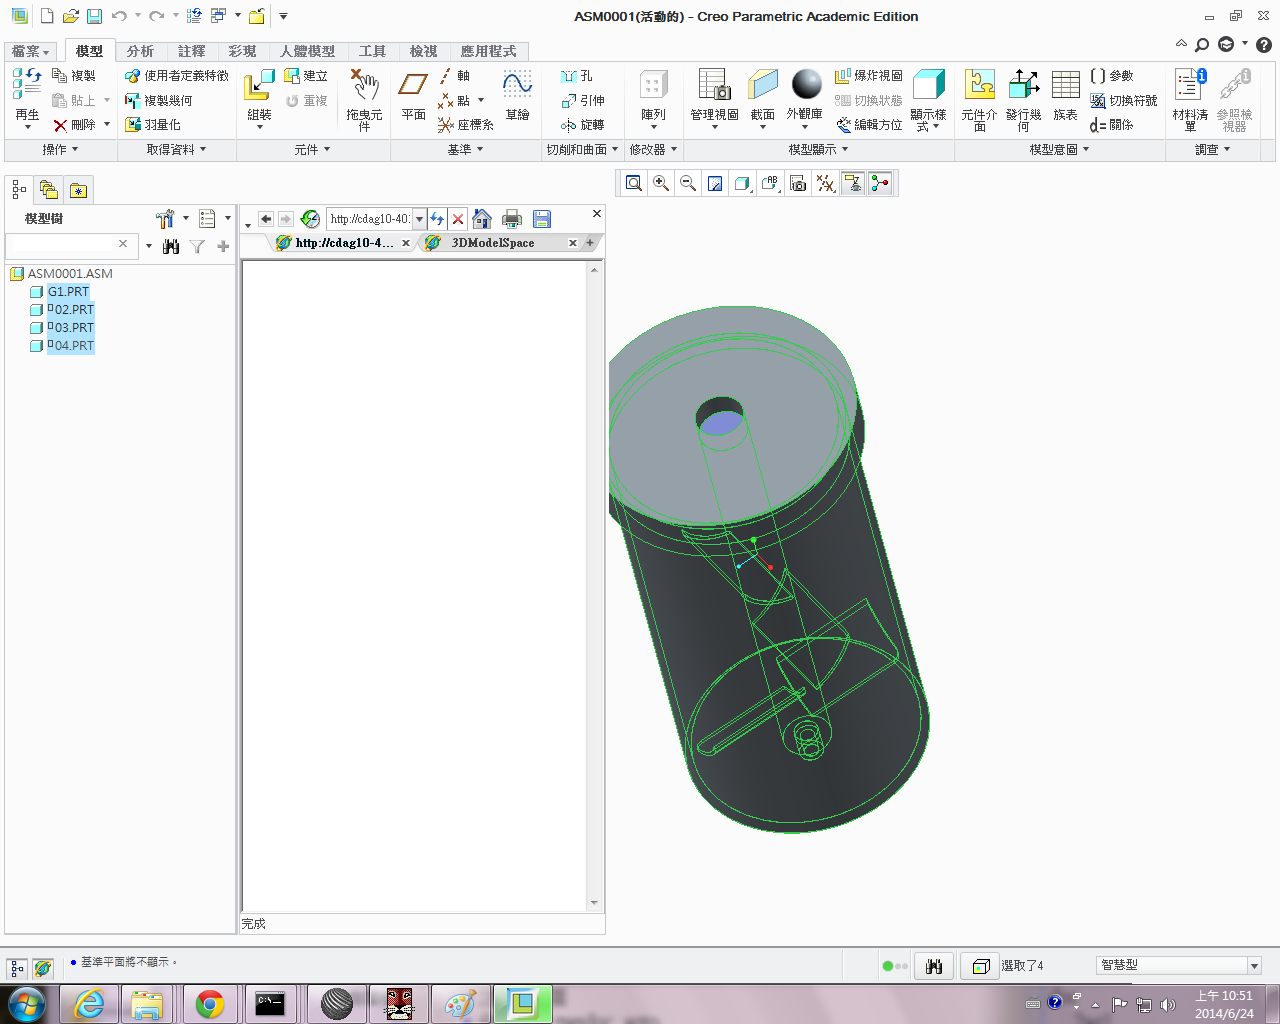 ASM0001(活動的) - Creo Parametric Academic Edition
檔案 模型 分析 註釋 彩現 人體模型 工具 檢視 應用程式
再生
複製
貼上
刪除
操作
使用者定義特徵
複製幾何
羽量化
取得資料
組裝
建立
重複
拖曳元件
元件
平面
軸
點
座標系
草繪
基準
孔
引伸
旋轉
切削和曲面
陣列
修改器
管理視圖
截面
外觀庫
爆炸視圖
切換狀態
編輯方位
顯示樣式
模型顯示
元件介面
發行幾何
族表
參數
切換符號
d= 關係
模型意圖
材料清單
參照檢視器
調查
模型樹
ASM0001.ASM
G1.PRT
02.PRT
03.PRT
04.PRT
http://cdag10-40:
http://cdag10-4...
3DModelSpace
完成
基準平面將不顯示。
選取了4
智慧型
上午 10:51
2014/6/24